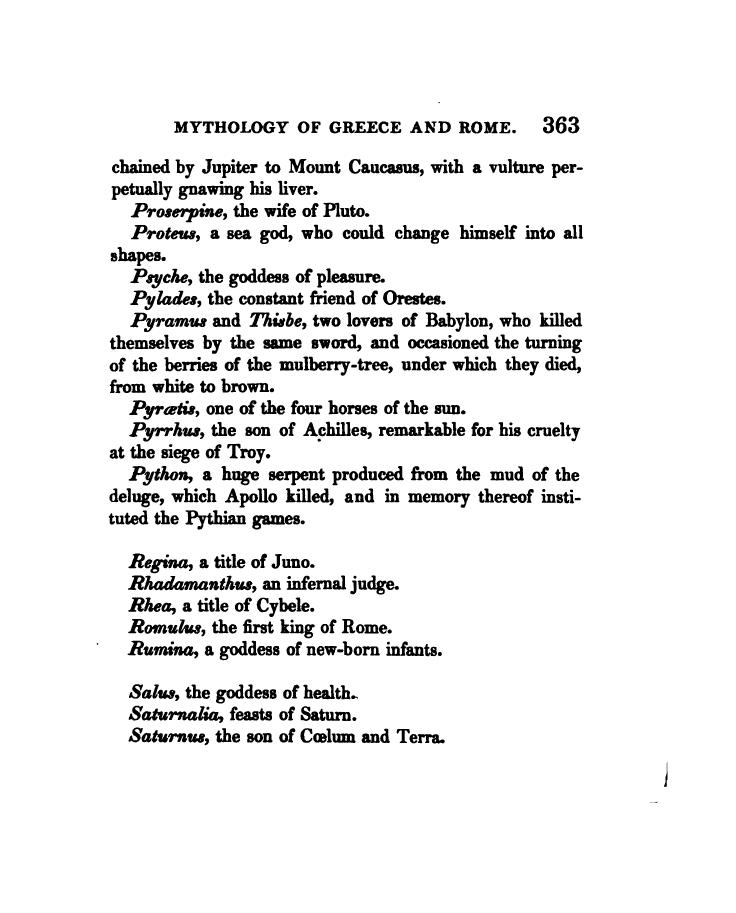 MYTHOLOGY OF GREECE AND ROME. 363
chained by Jupiter to Mount Caucasus, with a vulture per-
petually gnawing his liver.
Proserpine, the wife of Pluto.
Proteus, a sea god, who could change himself into all
shapes.
Psyche, the goddess of pleasure.
Pylades, the constant friend of Orestes.
Pyramus and Thisbe, two lovers of Babylon, who killed
themselves by the same sword, and occasioned the turning
of the berries of the mulberry-tree, under which they died,
from white to brown.
Pyrœtis, one of the four horses of the sun.
Pyrrhus, the son of Achilles, remarkable for his cruelty
at the siege of Troy.
Python, a huge serpent produced from the mud of the
deluge, which Apollo killed, and in memory thereof insti-
tuted the Pythian games.
Regina, a title of Juno.
Rhadamanthus, an infernal judge.
Rhea, a title of Cybele.
Romulus, the first king of Rome.
Rumina, a goddess of new-born infants.
Salus, the goddess of health.
Saturnalia, feasts of Saturn.
Saturnus, the son of Cœlum and Terra.